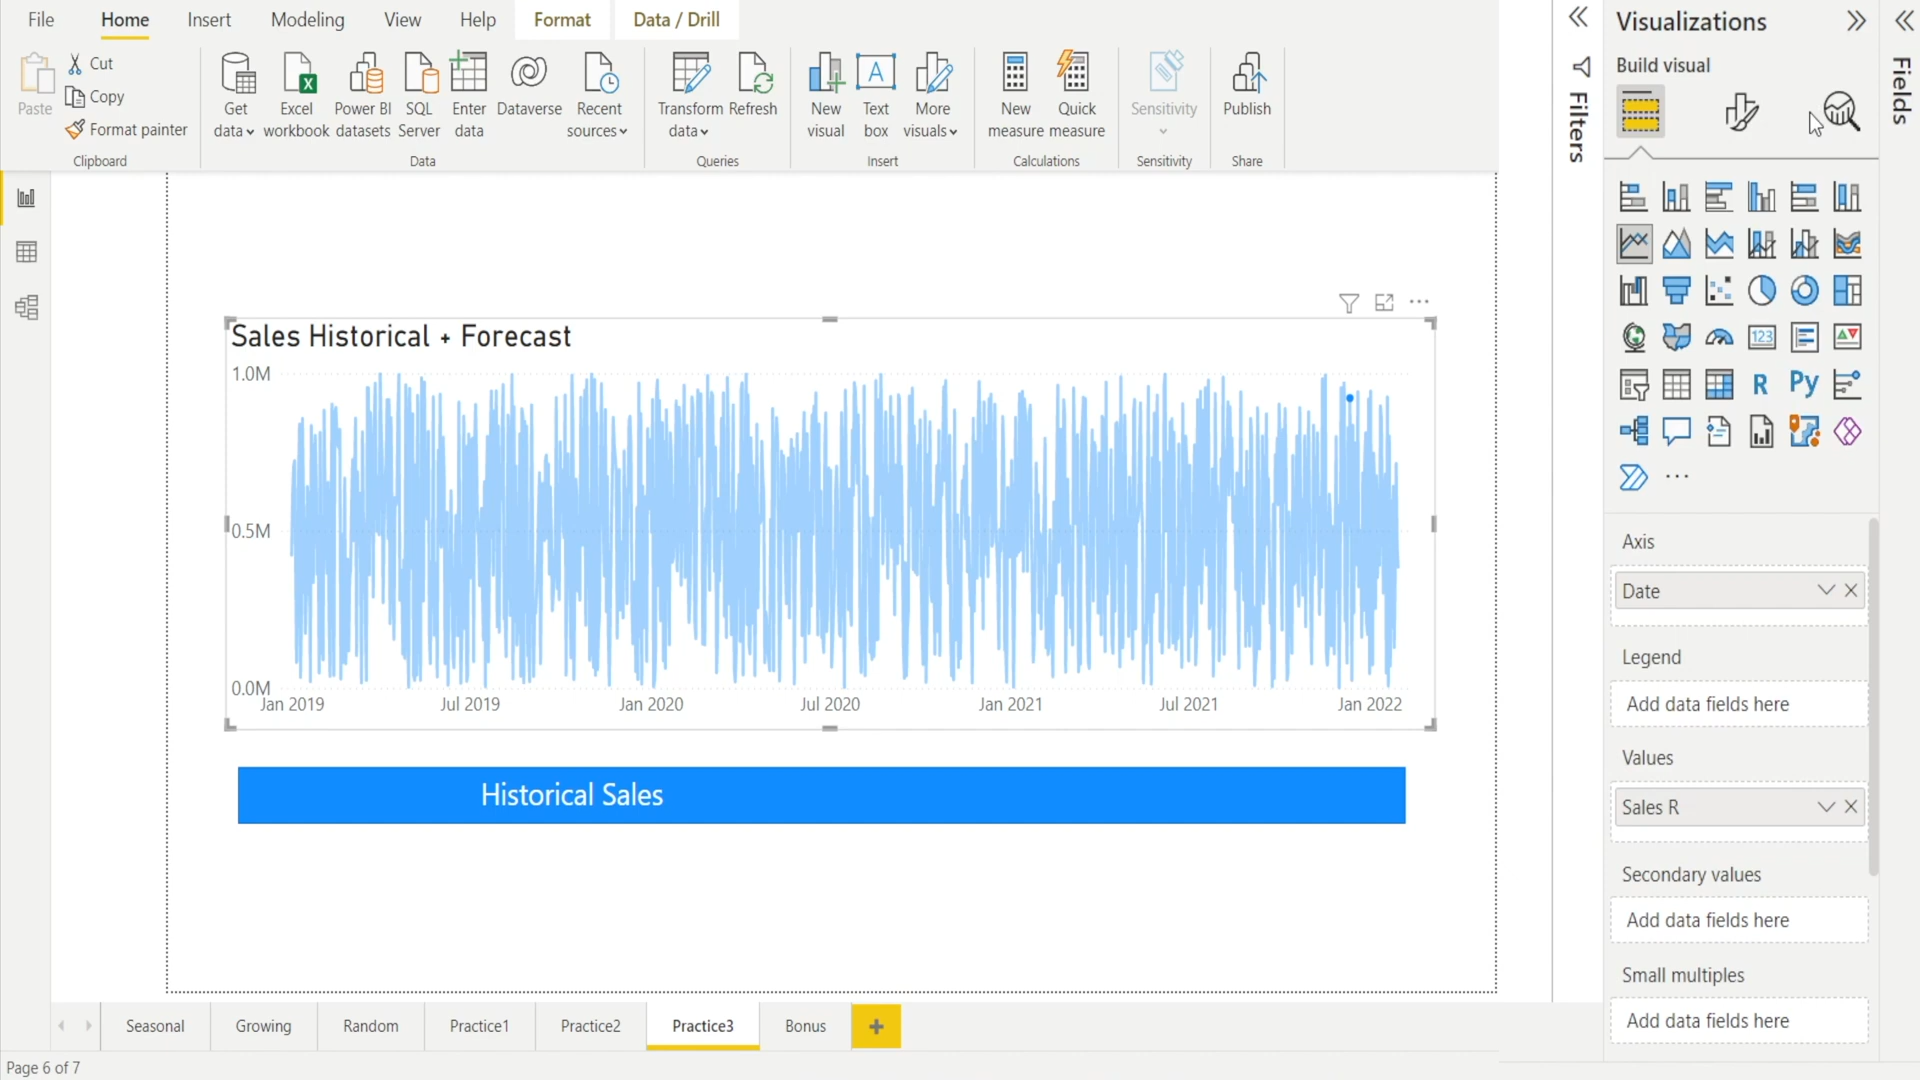 File Home Insert Modeling View Help Format Data / Drill
Paste
Cut
Copy
Format painter
Clipboard
Get data
Excel workbook
Power BI datasets
SQL Server
Enter data
Dataverse
Recent sources
Data
Transform data
Refresh
Queries
New visual
Text box
More visuals
Insert
New measure
Quick measure
Calculations
Sensitivity
Sensitivity
Publish
Share
Filters
Visualizations
Build visual
Fields
R Py
123
A
Sales Historical + Forecast
1.0M
0.5M
0.0M
Jan 2019 Jul 2019 Jan 2020 Jul 2020 Jan 2021 Jul 2021 Jan 2022
Historical Sales
Axis
Date
Legend
Add data fields here
Values
Sales R
Secondary values
Add data fields here
Small multiples
Add data fields here
Seasonal Growing Random Practice1 Practice2 Practice3 Bonus +
Page 6 of 7